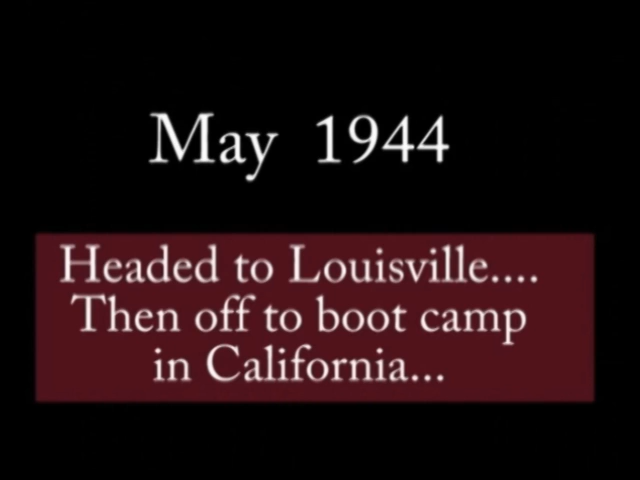 May 1944
Headed to Louisville....
Then off to boot camp
in California...